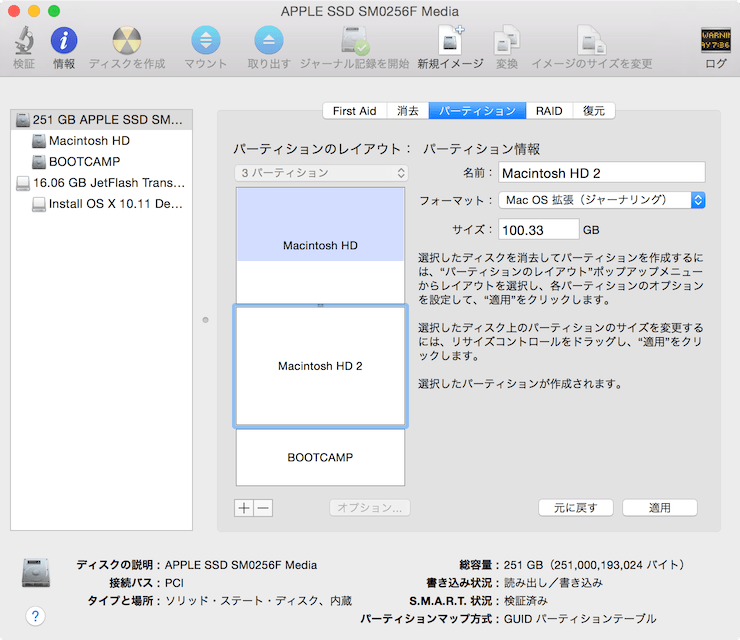 APPLE SSD SM0256F Media
検証 情報 ディスクを作成 マウント 取り出す ジャーナル記録を開始 新規イメージ 変換 イメージのサイズを変更 ログ
WARNIN
AY 7:86
251 GB APPLE SSD SM...
Macintosh HD
BOOTCAMP
16.06 GB JetFlash Trans...
Install OS X 10.11 De...
First Aid 消去 パーティション RAID 復元
パーティションのレイアウト： パーティション情報
3 パーティション
名前： Macintosh HD 2
フォーマット： Mac OS 拡張（ジャーナリング）
サイズ： 100.33 GB
Macintosh HD
Macintosh HD 2
BOOTCAMP
選択したディスクを消去してパーティションを作成するに
は、“パーティションのレイアウト”ポップアップメニュー
からレイアウトを選択し、各パーティションのオプション
を設定して、“適用”をクリックします。
選択したディスク上のパーティションのサイズを変更する
には、リサイズコントロールをドラッグし、“適用”をクリ
ックします。
選択したパーティションが作成されます。
+ − オプション... 元に戻す 適用
ディスクの説明： APPLE SSD SM0256F Media
接続バス： PCI
タイプと場所： ソリッド・ステート・ディスク、内蔵
総容量： 251 GB（251,000,193,024 バイト）
書き込み状況： 読み出し／書き込み
S.M.A.R.T. 状況： 検証済み
パーティションマップ方式： GUID パーティションテーブル
?